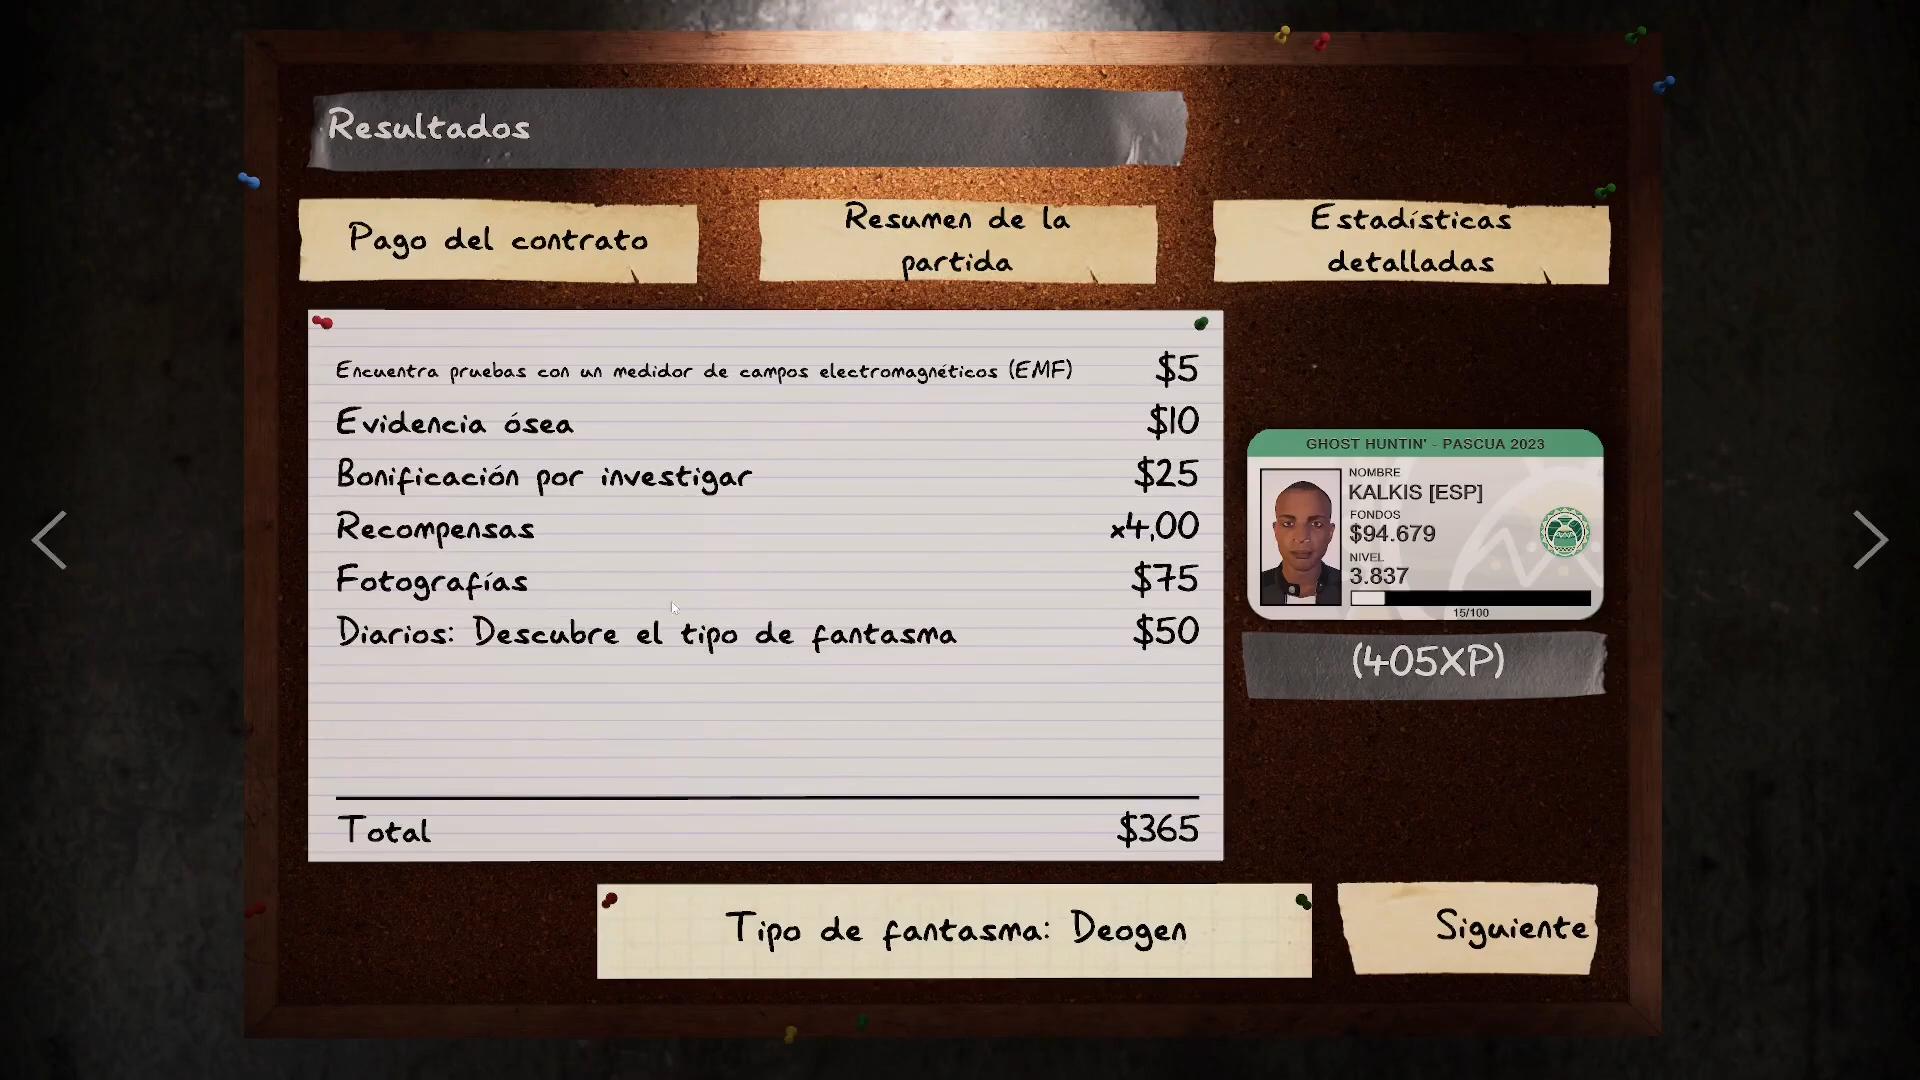 Resultados
Pago del contrato
Resumen de la
partida
Estadísticas
detalladas
Encuentra pruebas con un medidor de campos electromagnéticos (EMF) $5
Evidencia ósea $10
Bonificación por investigar $25
Recompensas x4,00
Fotografías $75
Diarios: Descubre el tipo de fantasma $50
Total $365
GHOST HUNTIN' - PASCUA 2023
NOMBRE
KALKIS [ESP]
FONDOS
$94.679
NIVEL
3.837
15/100
(405XP)
Tipo de fantasma: Deogen
Siguiente